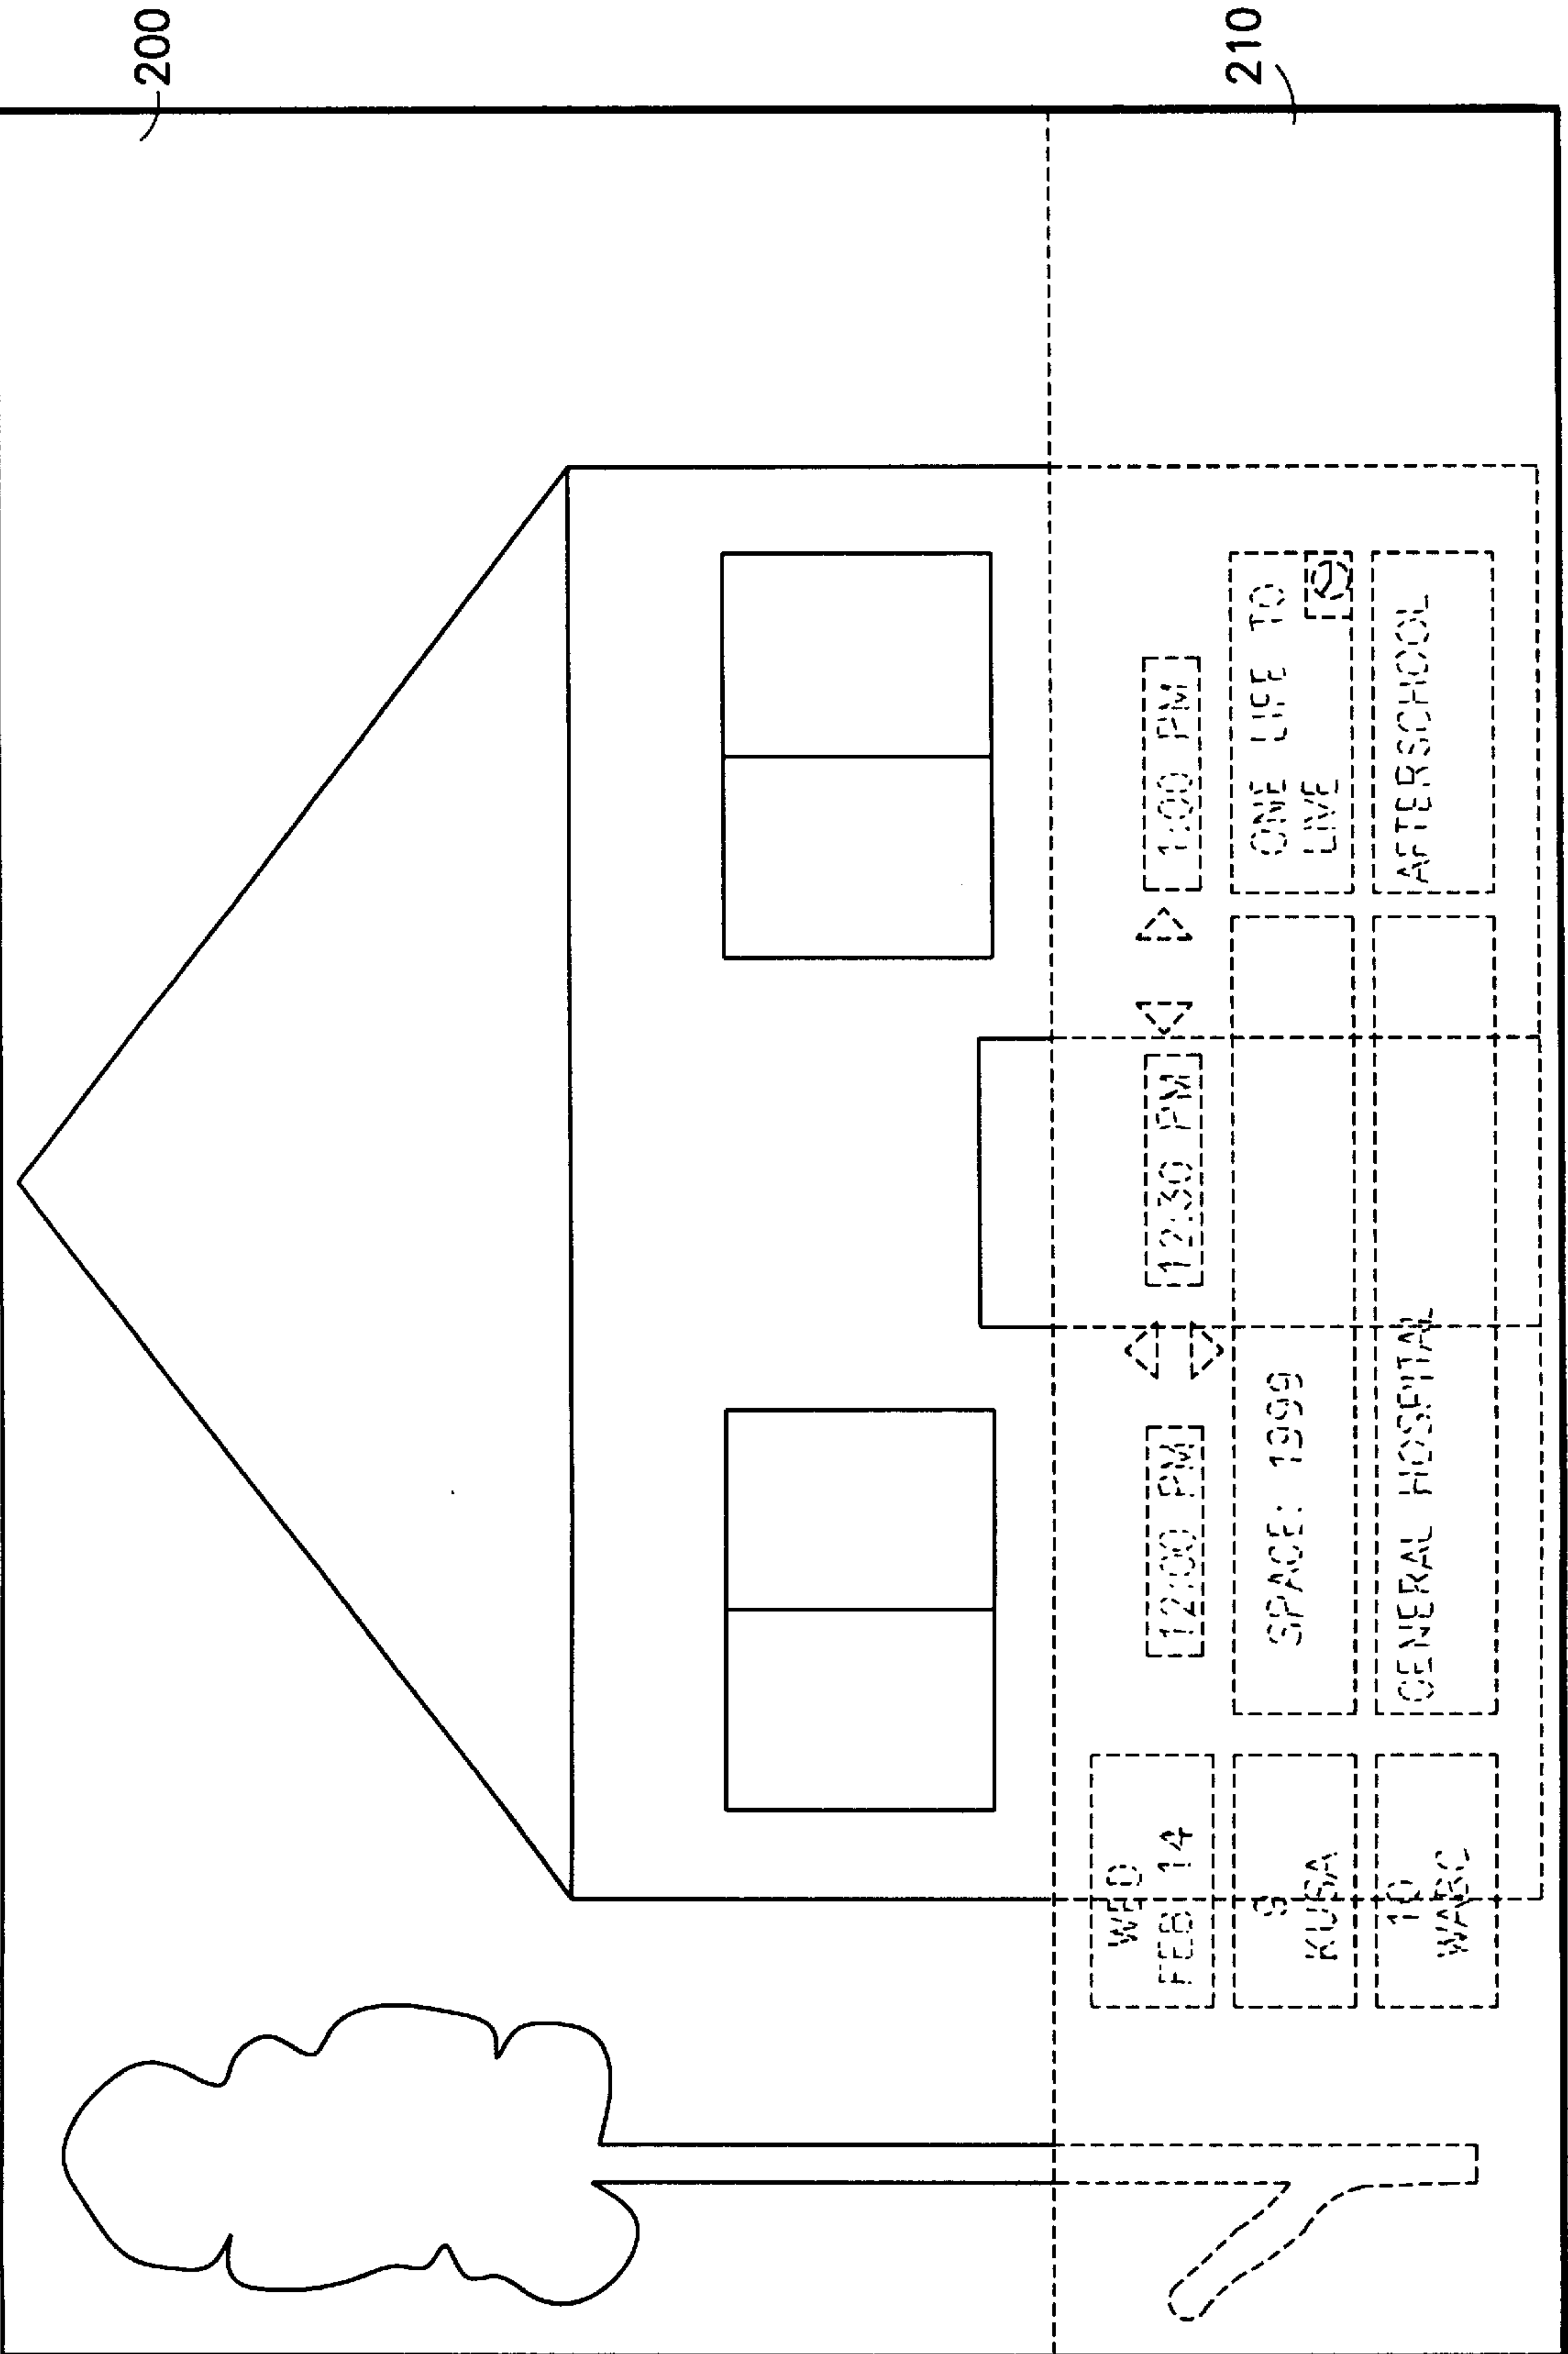 200
210
WED
FEB 14
12:00 PM
12:30 PM
1:00 PM
9
KUSA
SPACE: 1999
ONE LIFE TO
LIVE
10
WABC
GENERAL HOSPITAL
AFTERSCHOOL